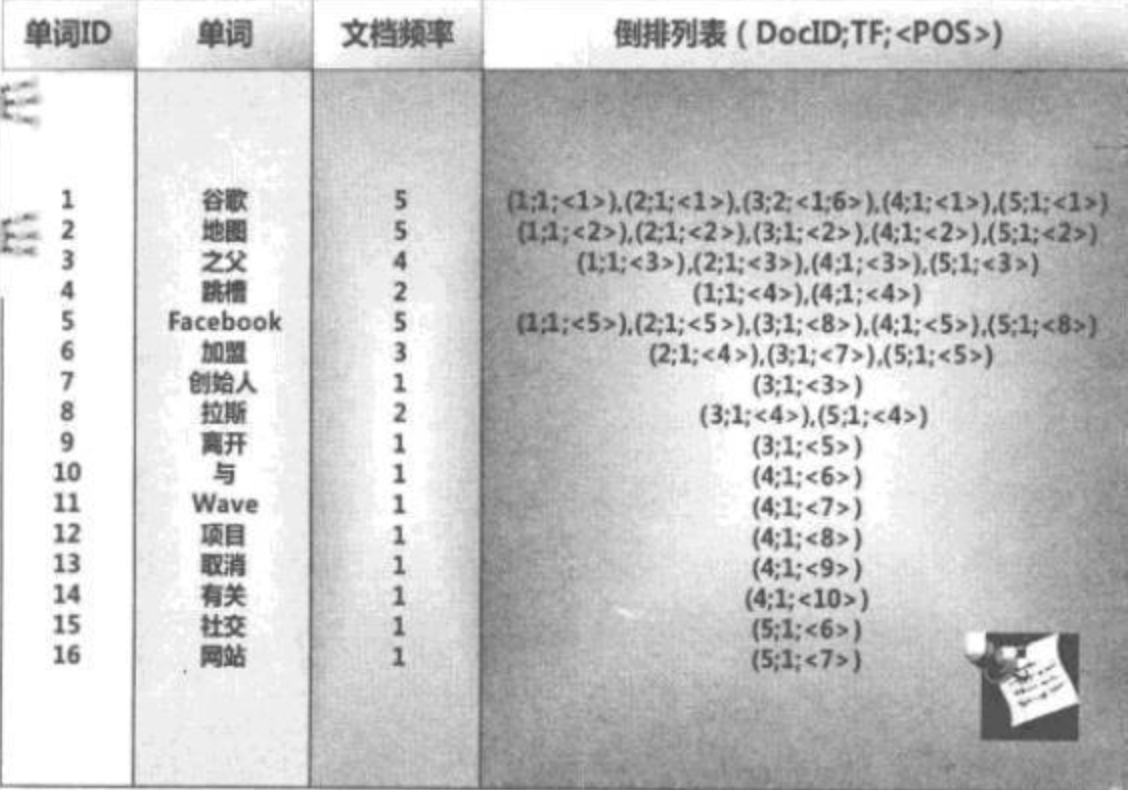 单词ID 单词 文档频率 倒排列表（DocID;TF;<POS>)
1 谷歌 5 (1;1;<1>),(2;1;<1>),(3;2;<1;6>),(4;1;<1>),(5;1;<1>)
2 地图 5 (1;1;<2>),(2;1;<2>),(3;1;<2>),(4;1;<2>),(5;1;<2>)
3 之父 4 (1;1;<3>),(2;1;<3>),(4;1;<3>),(5;1;<3>)
4 跳槽 2 (1;1;<4>),(4;1;<4>)
5 Facebook 5 (1;1;<5>),(2;1;<5>),(3;1;<8>),(4;1;<5>),(5;1;<8>)
6 加盟 3 (2;1;<4>),(3;1;<7>),(5;1;<5>)
7 创始人 1 (3;1;<3>)
8 拉斯 2 (3;1;<4>),(5;1;<4>)
9 离开 1 (3;1;<5>)
10 与 1 (4;1;<6>)
11 Wave 1 (4;1;<7>)
12 项目 1 (4;1;<8>)
13 取消 1 (4;1;<9>)
14 有关 1 (4;1;<10>)
15 社交 1 (5;1;<6>)
16 网站 1 (5;1;<7>)